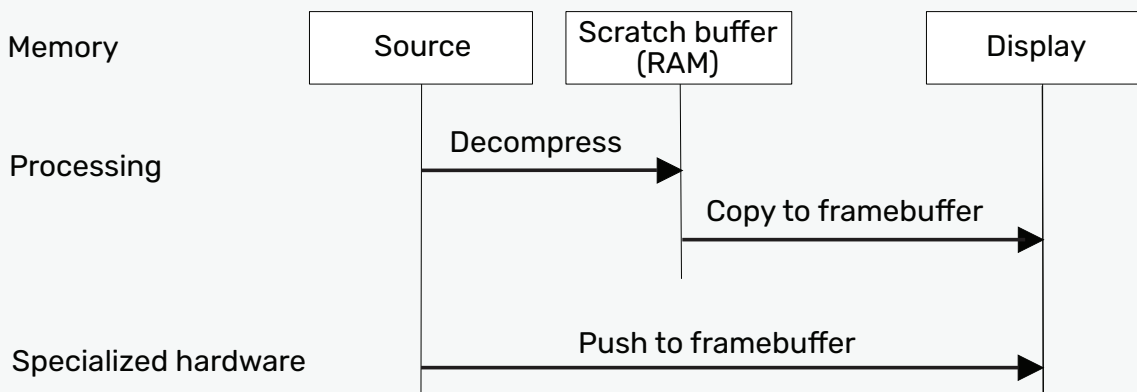 Memory
Source
Scratch buffer
(RAM)
Display
Processing
Decompress
Copy to framebuffer
Specialized hardware
Push to framebuffer